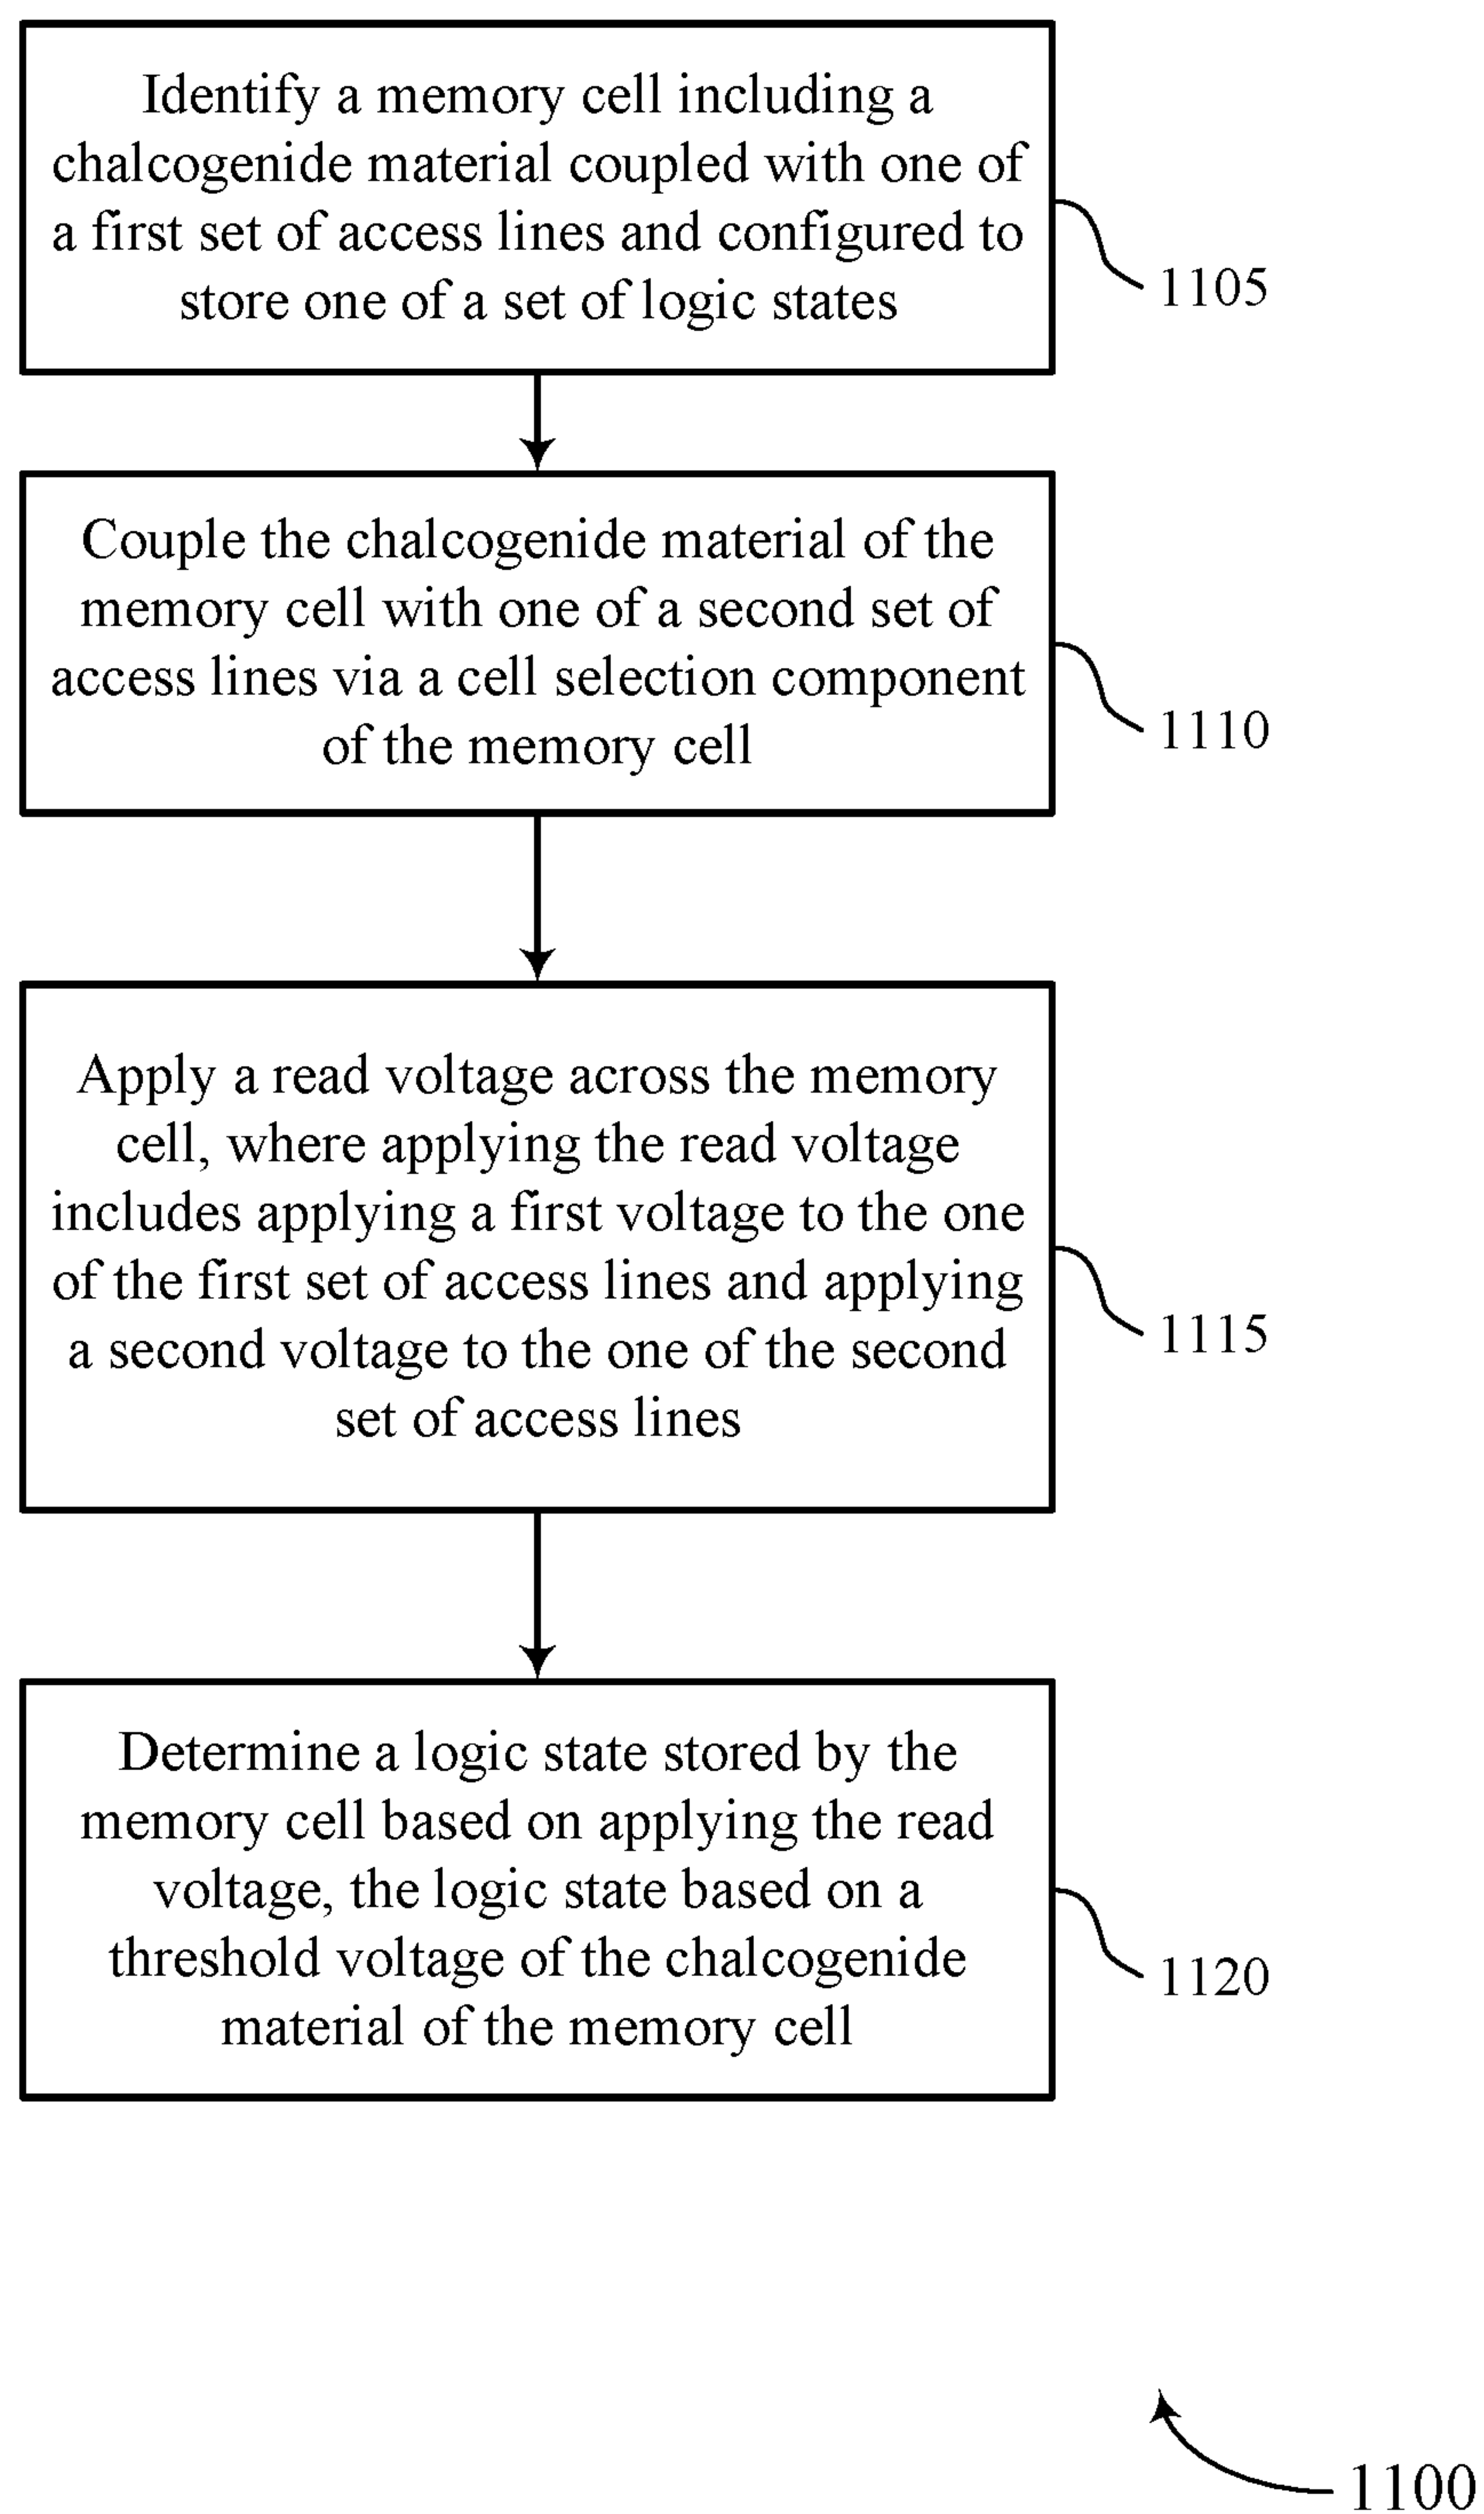 Identify a memory cell including a
chalcogenide material coupled with one of
a first set of access lines and configured to
store one of a set of logic states
1105
Couple the chalcogenide material of the
memory cell with one of a second set of
access lines via a cell selection component
of the memory cell
1110
Apply a read voltage across the memory
cell, where applying the read voltage
includes applying a first voltage to the one
of the first set of access lines and applying
a second voltage to the one of the second
set of access lines
1115
Determine a logic state stored by the
memory cell based on applying the read
voltage, the logic state based on a
threshold voltage of the chalcogenide
material of the memory cell
1120
1100